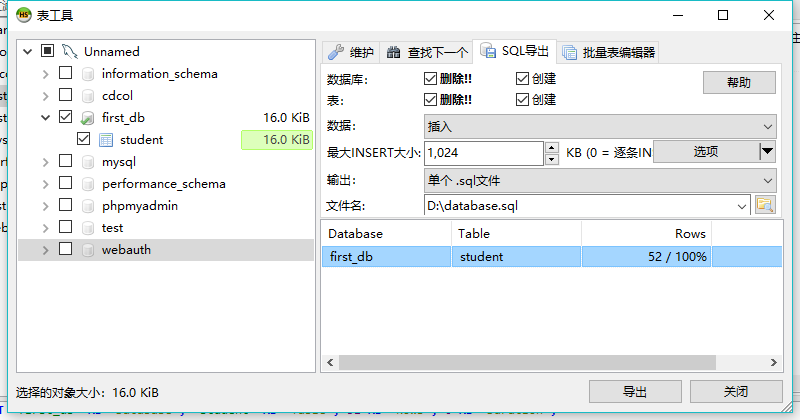 HS 表工具
Unnamed
information_schema
cdcol
first_db 16.0 KiB
student 16.0 KiB
mysql
performance_schema
phpmyadmin
test
webauth
维护 查找下一个 SQL导出 批量表编辑器
数据库: 删除!! 创建 帮助
表: 删除!! 创建
数据: 插入
最大INSERT大小: 1,024 KB (0 = 逐条IN 选项
输出: 单个 .sql文件
文件名: D:\database.sql
Database Table Rows
first_db student 52 / 100%
选择的对象大小: 16.0 KiB 导出 关闭